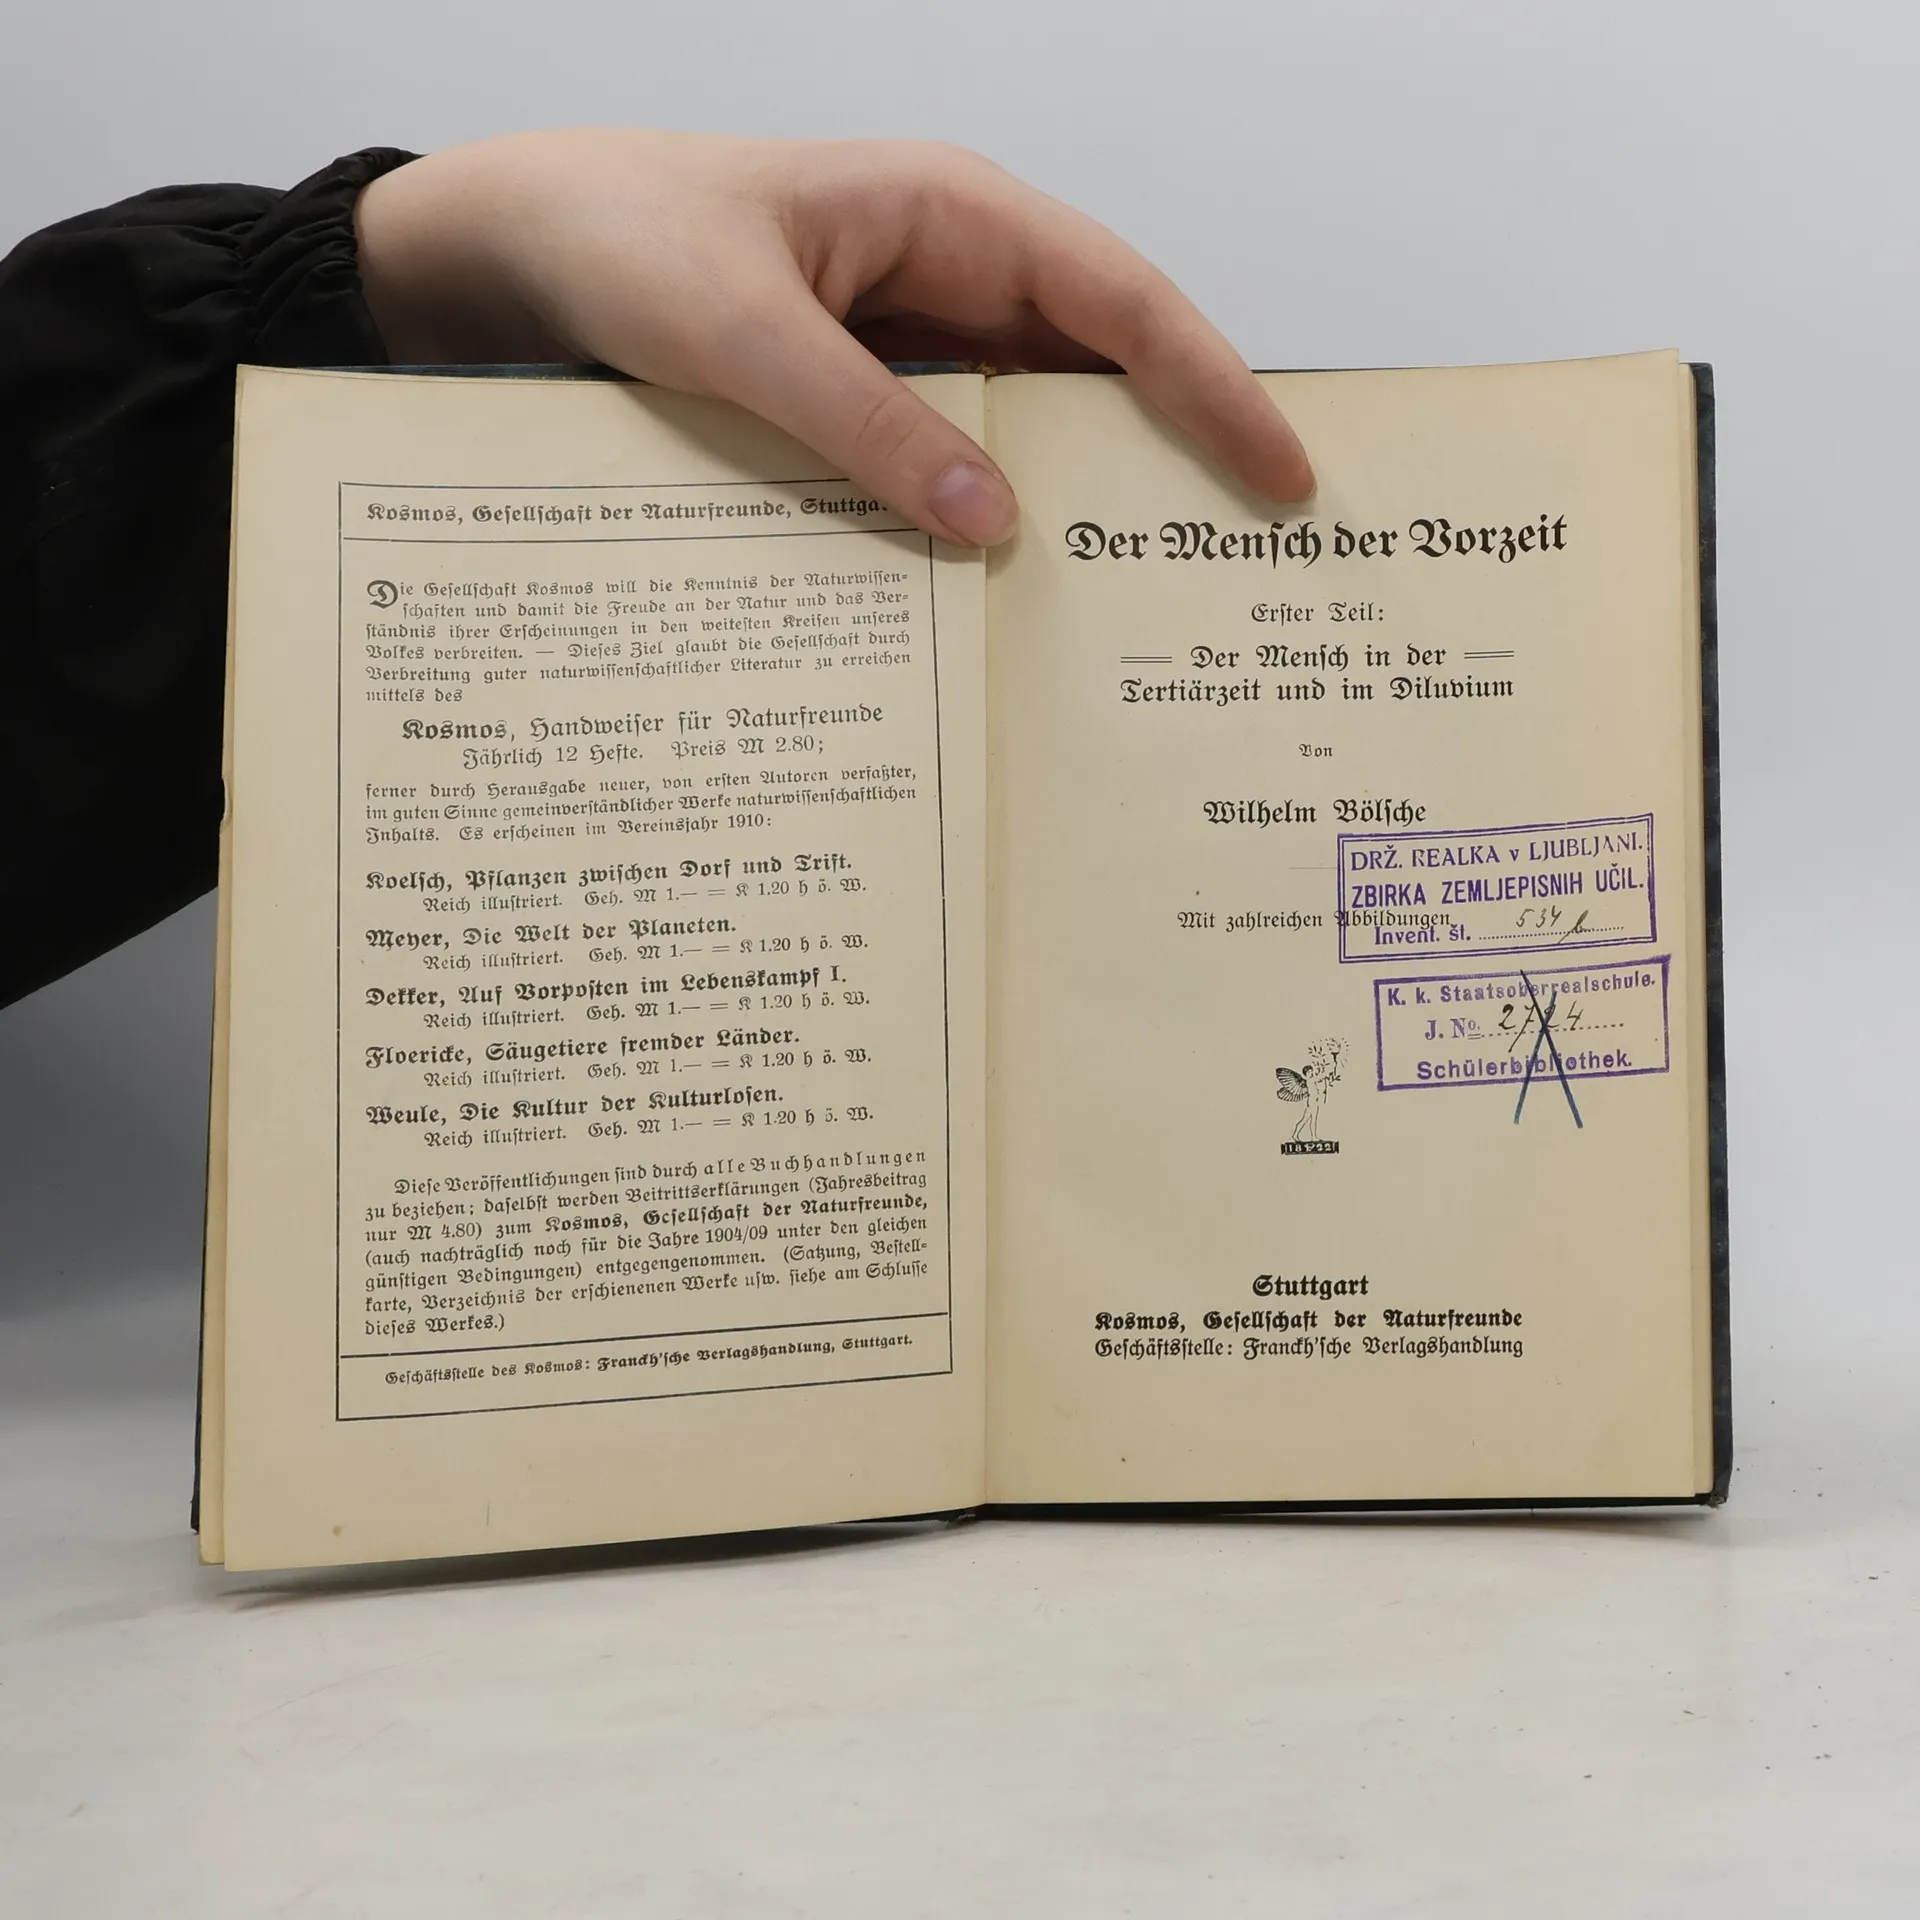 Kosmos, Gesellschaft der Naturfreunde,
Die Gesellschaft Kosmos will die Kenntnis der Naturwissen-
schaften und damit die Freude an der Natur und das Ver-
ständnis ihrer Erscheinungen in den weitesten Kreisen unseres
Volkes verbreiten. — Dieses Ziel glaubt die Gesellschaft durch
Verbreitung guter naturwissenschaftlicher Literatur zu erreichen
mittels des
Kosmos, Handweiser für Naturfreunde
Jährlich 12 Hefte. Preis M 2.80;
ferner durch Herausgabe neuer, von ersten Autoren verfaßter,
im guten Sinne gemeinverständlicher Werke naturwissenschaftlichen
Inhalts. Es erscheinen im Vereinsjahr 1910:
Koelsch, Pflanzen zwischen Dorf und Trift.
Reich illustriert. Geh. M 1.— = K 1.20 h ö. W.
Meyer, Die Welt der Planeten.
Reich illustriert. Geh. M 1.— = K 1.20 h ö. W.
Dekker, Auf Vorposten im Lebenskampf I.
Reich illustriert. Geh. M 1.— = K 1.20 h ö. W.
Floericke, Säugetiere fremder Länder.
Reich illustriert. Geh. M 1.— = K 1.20 h ö. W.
Weule, Die Kultur der Kulturlosen.
Reich illustriert. Geh. M 1.— = K 1.20 h ö. W.
Diese Veröffentlichungen sind durch alle Buchhandlungen
zu beziehen; daselbst werden Beitrittserklärungen (Jahresbeitrag
nur M 4.80) zum Kosmos, Gesellschaft der Naturfreunde,
(auch nachträglich noch für die Jahre 1904/09 unter den gleichen
günstigen Bedingungen) entgegengenommen. (Satzung, Bestell-
karte, Verzeichnis der erschienenen Werke usw. siehe am Schlusse
dieses Werkes.)
Geschäftsstelle des Kosmos: Franckh'sche Verlagshandlung, Stuttgart.
Der Mensch der Vorzeit
Erster Teil:
Der Mensch in der
Tertiärzeit und im Diluvium
Von
Wilhelm Bölsche
DRŽ. REALKA v LJUBLJANI.
ZBIRKA ZEMLJEPISNIH UČIL.
Mit zahlreichen Abbildungen
Invent. št. 534 b
K. k. Staatsoberrealschule.
J. No. 2724
Schülerbibliothek.
Stuttgart
Kosmos, Gesellschaft der Naturfreunde
Geschäftsstelle: Franckh'sche Verlagshandlung